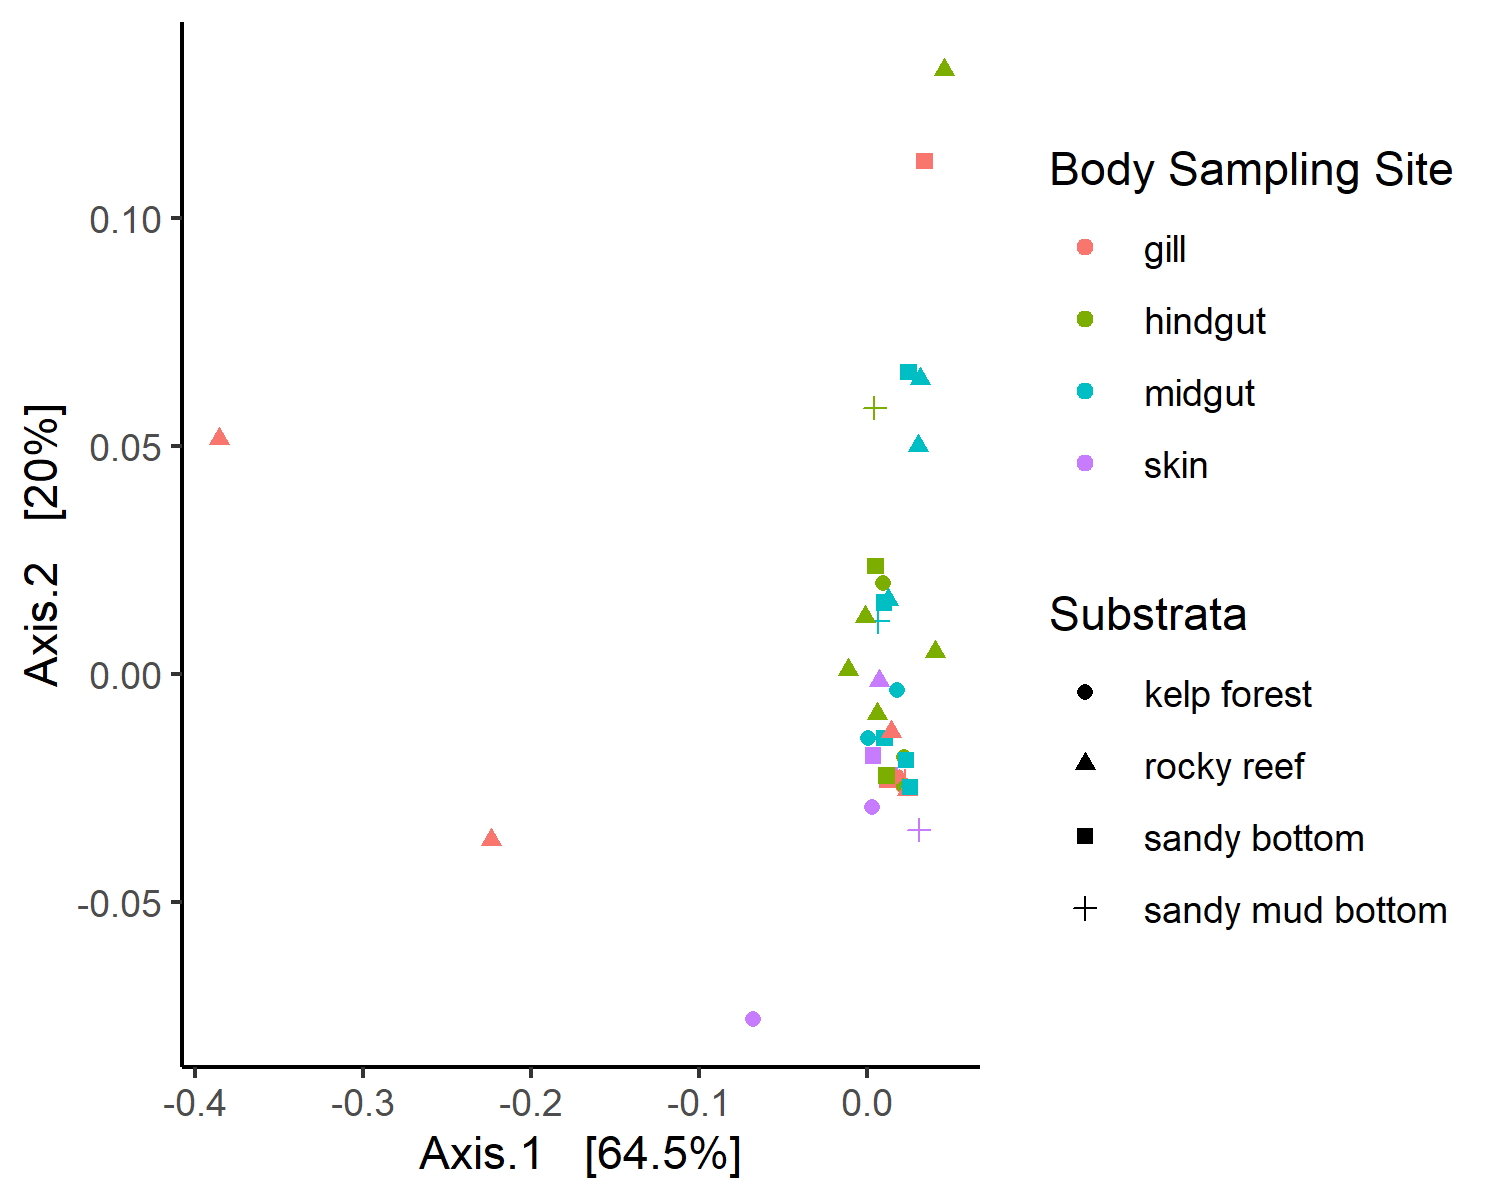 0.10
0.05
0.00
-0.05
Axis.2 [20%]
-0.4 -0.3 -0.2 -0.1 0.0
Axis.1 [64.5%]
Body Sampling Site
gill
hindgut
midgut
skin
Substrata
kelp forest
rocky reef
sandy bottom
sandy mud bottom